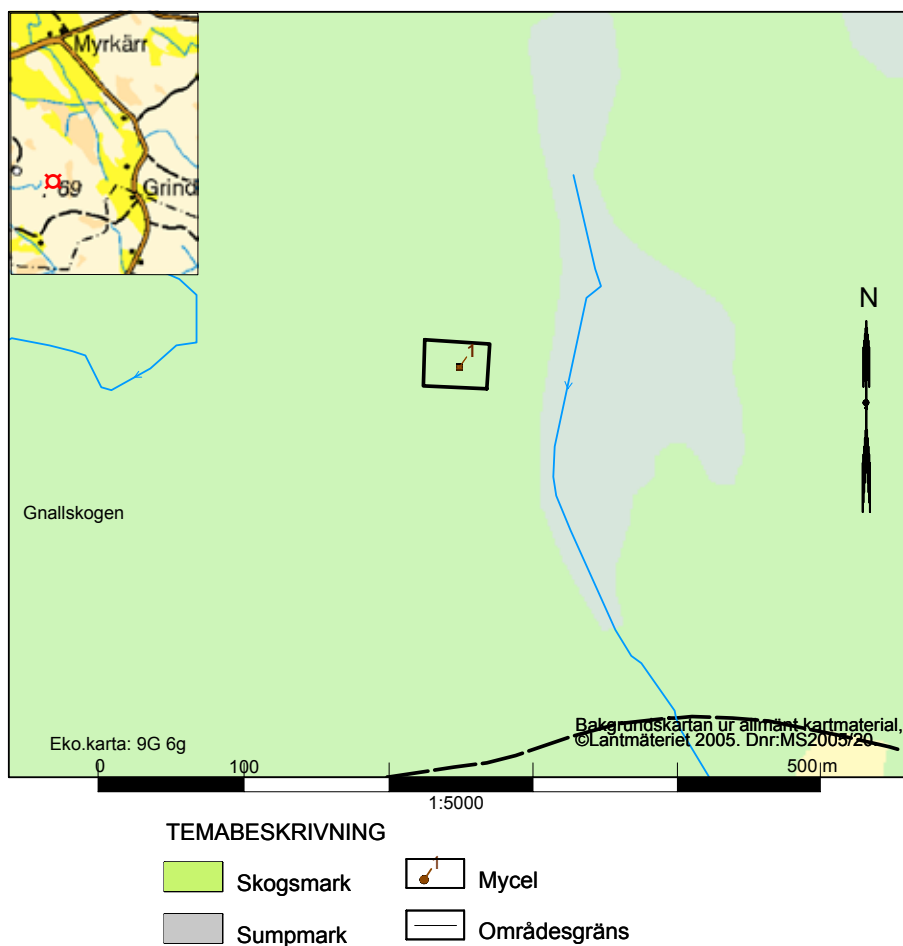 Myrkärr
69
Grind
N
1
Gnallskogen
Bakgrundskartan ur allmänt kartmaterial,
©Lantmäteriet 2005. Dnr:MS2005/20
Eko.karta: 9G 6g
0 100 500 m
1:5000
TEMABESKRIVNING
Skogsmark
1
Mycel
Sumpmark
Områdesgräns